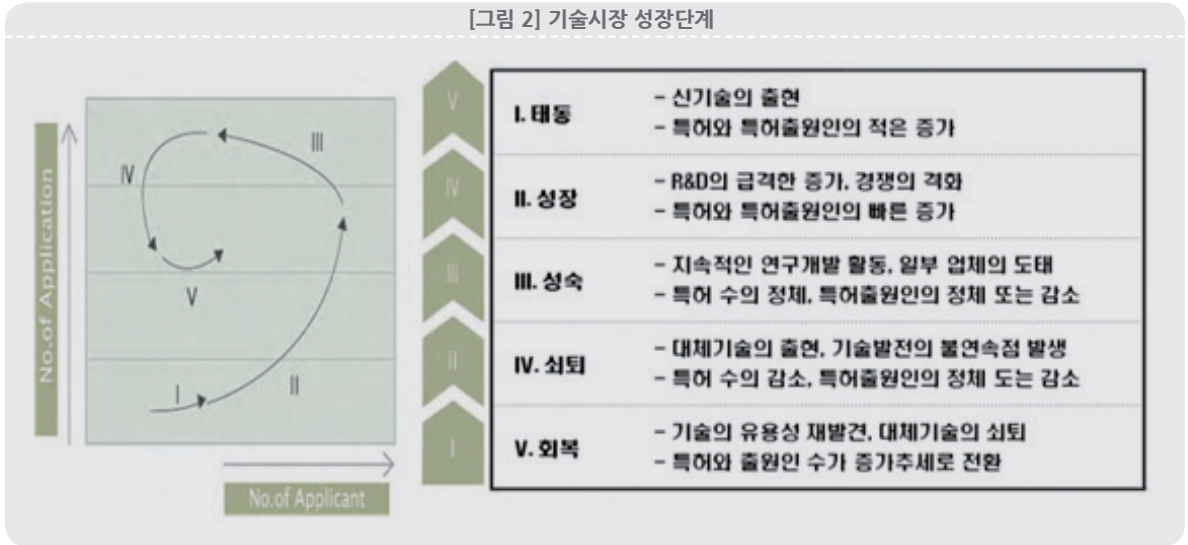 [그림 2] 기술시장 성장단계
No.of Application
No.of Applicant
I
II
III
IV
V
V
IV
III
II
I
I. 태동
- 신기술의 출현
- 특허와 특허출원인의 적은 증가
II. 성장
- R&D의 급격한 증가, 경쟁의 격화
- 특허와 특허출원인의 빠른 증가
III. 성숙
- 지속적인 연구개발 활동, 일부 업체의 도태
- 특허 수의 정체, 특허출원인의 정체 또는 감소
IV. 쇠퇴
- 대체기술의 출현, 기술발전의 불연속점 발생
- 특허 수의 감소, 특허출원인의 정체 도는 감소
V. 회복
- 기술의 유용성 재발견, 대체기술의 쇠퇴
- 특허와 출원인 수가 증가추세로 전환